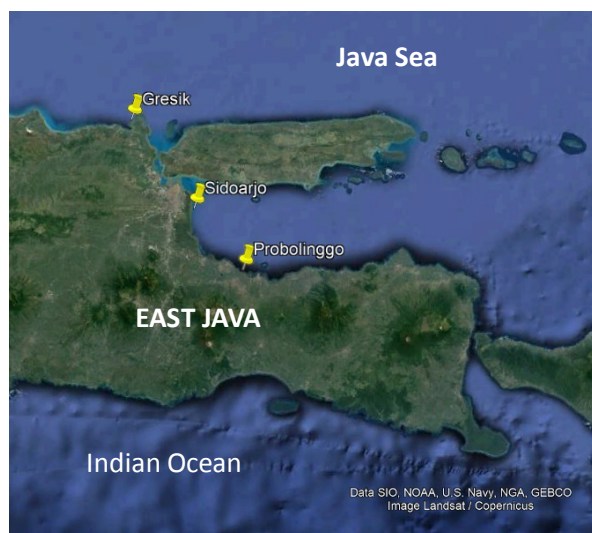 Java Sea
Gresik
Sidoarjo
Probolinggo
EAST JAVA
Indian Ocean
Data SIO, NOAA, U.S. Navy, NGA, GEBCO
Image Landsat / Copernicus